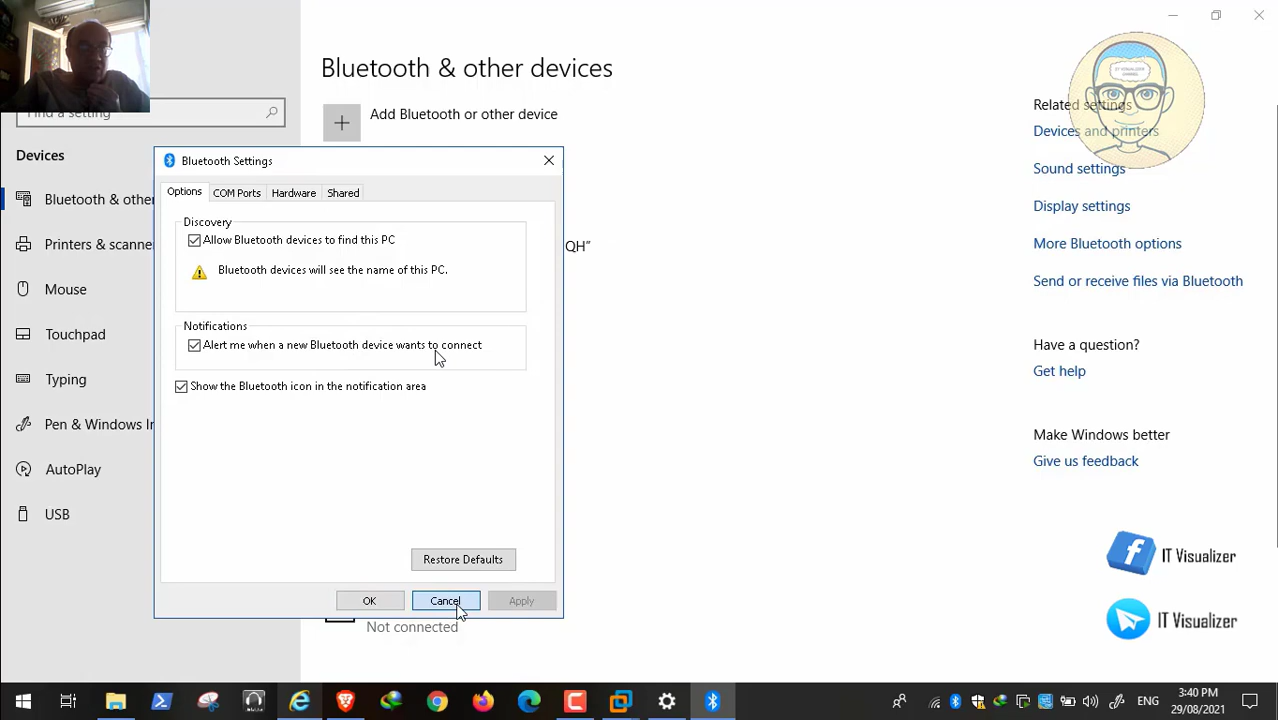 Bluetooth & other devices
Add Bluetooth or other device
Find a setting
Devices
Bluetooth & othe
Printers & scanne
Mouse
Touchpad
Typing
Pen & Windows In
AutoPlay
USB
Bluetooth Settings
Options
COM Ports
Hardware
Shared
Discovery
Allow Bluetooth devices to find this PC
Bluetooth devices will see the name of this PC.
Notifications
Alert me when a new Bluetooth device wants to connect
Show the Bluetooth icon in the notification area
Restore Defaults
OK
Cancel
Apply
QH”
Not connected
IT VISUALIZER
CHANNEL
Related settings
Devices and printers
Sound settings
Display settings
More Bluetooth options
Send or receive files via Bluetooth
Have a question?
Get help
Make Windows better
Give us feedback
IT Visualizer
IT Visualizer
ENG
3:40 PM
29/08/2021